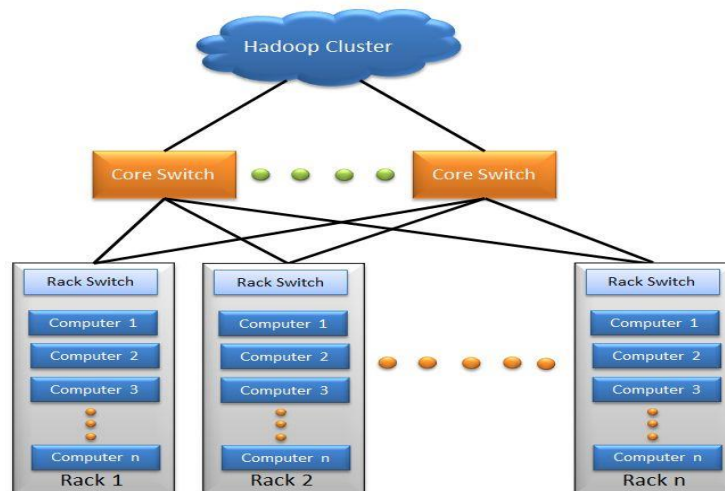 Hadoop Cluster
Core Switch
Core Switch
Rack Switch
Computer 1
Computer 2
Computer 3
Computer n
Rack 1
Rack Switch
Computer 1
Computer 2
Computer 3
Computer n
Rack 2
Rack Switch
Computer 1
Computer 2
Computer 3
Computer n
Rack n